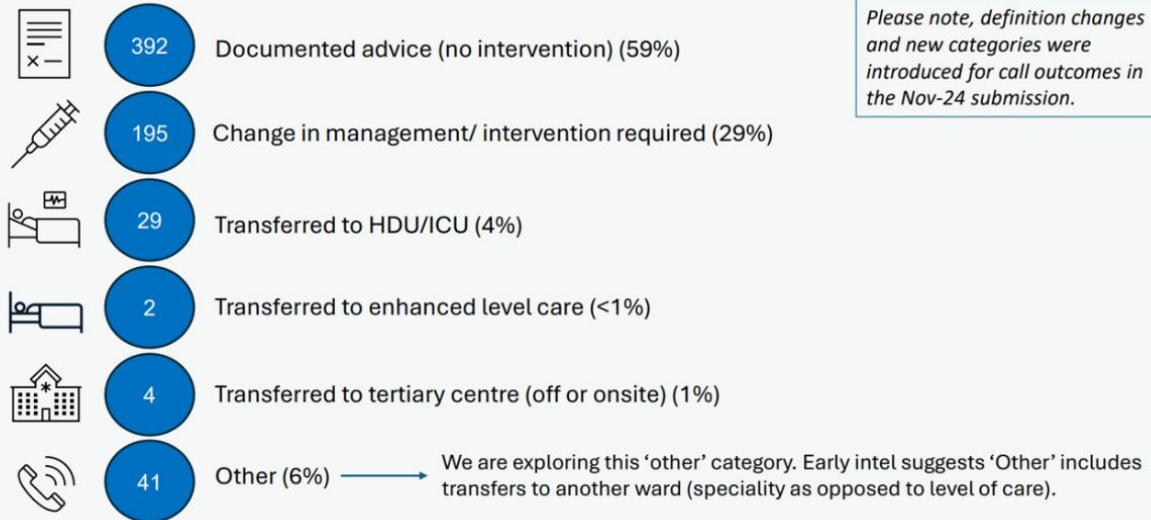 392
Documented advice (no intervention) (59%)
Please note, definition changes
and new categories were
introduced for call outcomes in
the Nov-24 submission.
195
Change in management/ intervention required (29%)
29
Transferred to HDU/ICU (4%)
2
Transferred to enhanced level care (<1%)
4
Transferred to tertiary centre (off or onsite) (1%)
41
Other (6%)
We are exploring this ‘other’ category. Early intel suggests ‘Other’ includes
transfers to another ward (speciality as opposed to level of care).